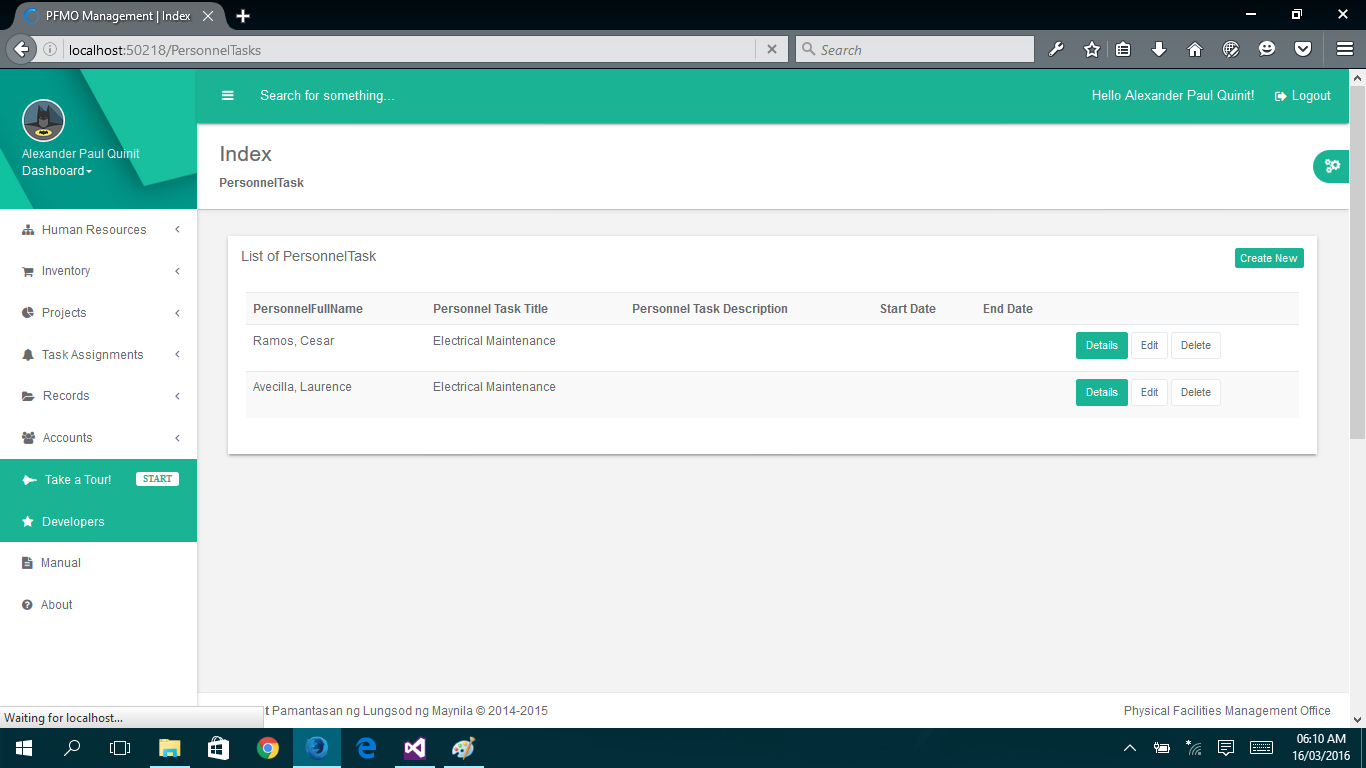 PFMO Management | Index
localhost:50218/PersonnelTasks
Search
Search for something...
Hello Alexander Paul Quinit!
Logout
Alexander Paul Quinit
Dashboard
Index
PersonnelTask
Human Resources
Inventory
Projects
Task Assignments
Records
Accounts
Take a Tour! START
Developers
Manual
About
List of PersonnelTask
Create New
PersonnelFullName Personnel Task Title Personnel Task Description Start Date End Date
Ramos, Cesar Electrical Maintenance Details Edit Delete
Avecilla, Laurence Electrical Maintenance Details Edit Delete
Waiting for localhost...
t Pamantasan ng Lungsod ng Maynila © 2014-2015
Physical Facilities Management Office
06:10 AM
16/03/2016